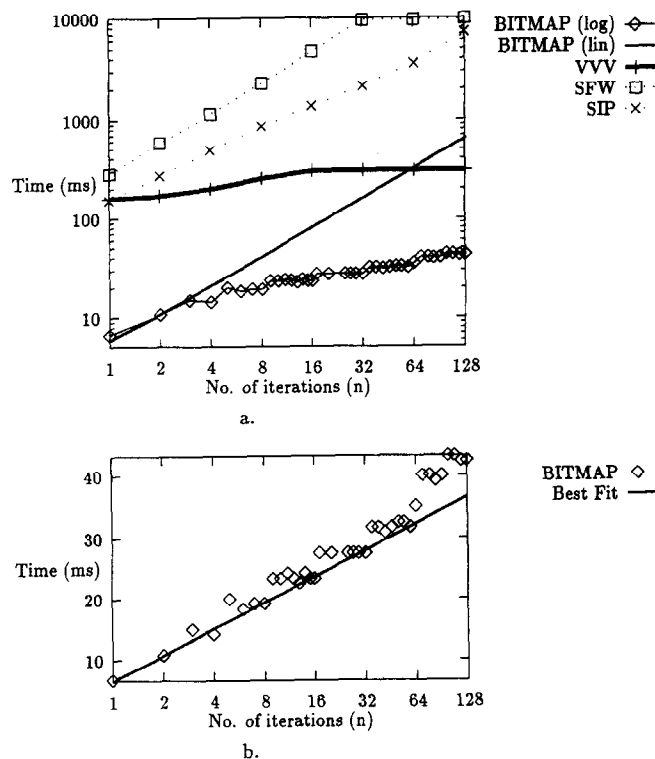 10000
1000
Time (ms)
100
10
1 2 4 8 16 32 64 128
No. of iterations (n)
BITMAP (log)
BITMAP (lin)
VVV
SFW
SIP
a.
40
30
Time (ms)
20
10
1 2 4 8 16 32 64 128
No. of iterations (n)
BITMAP
Best Fit
b.